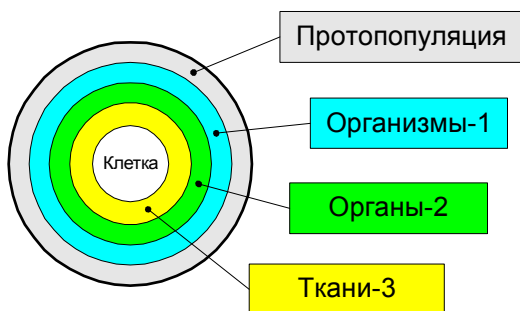 Протопопуляция
Организмы-1
Клетка
Органы-2
Ткани-3